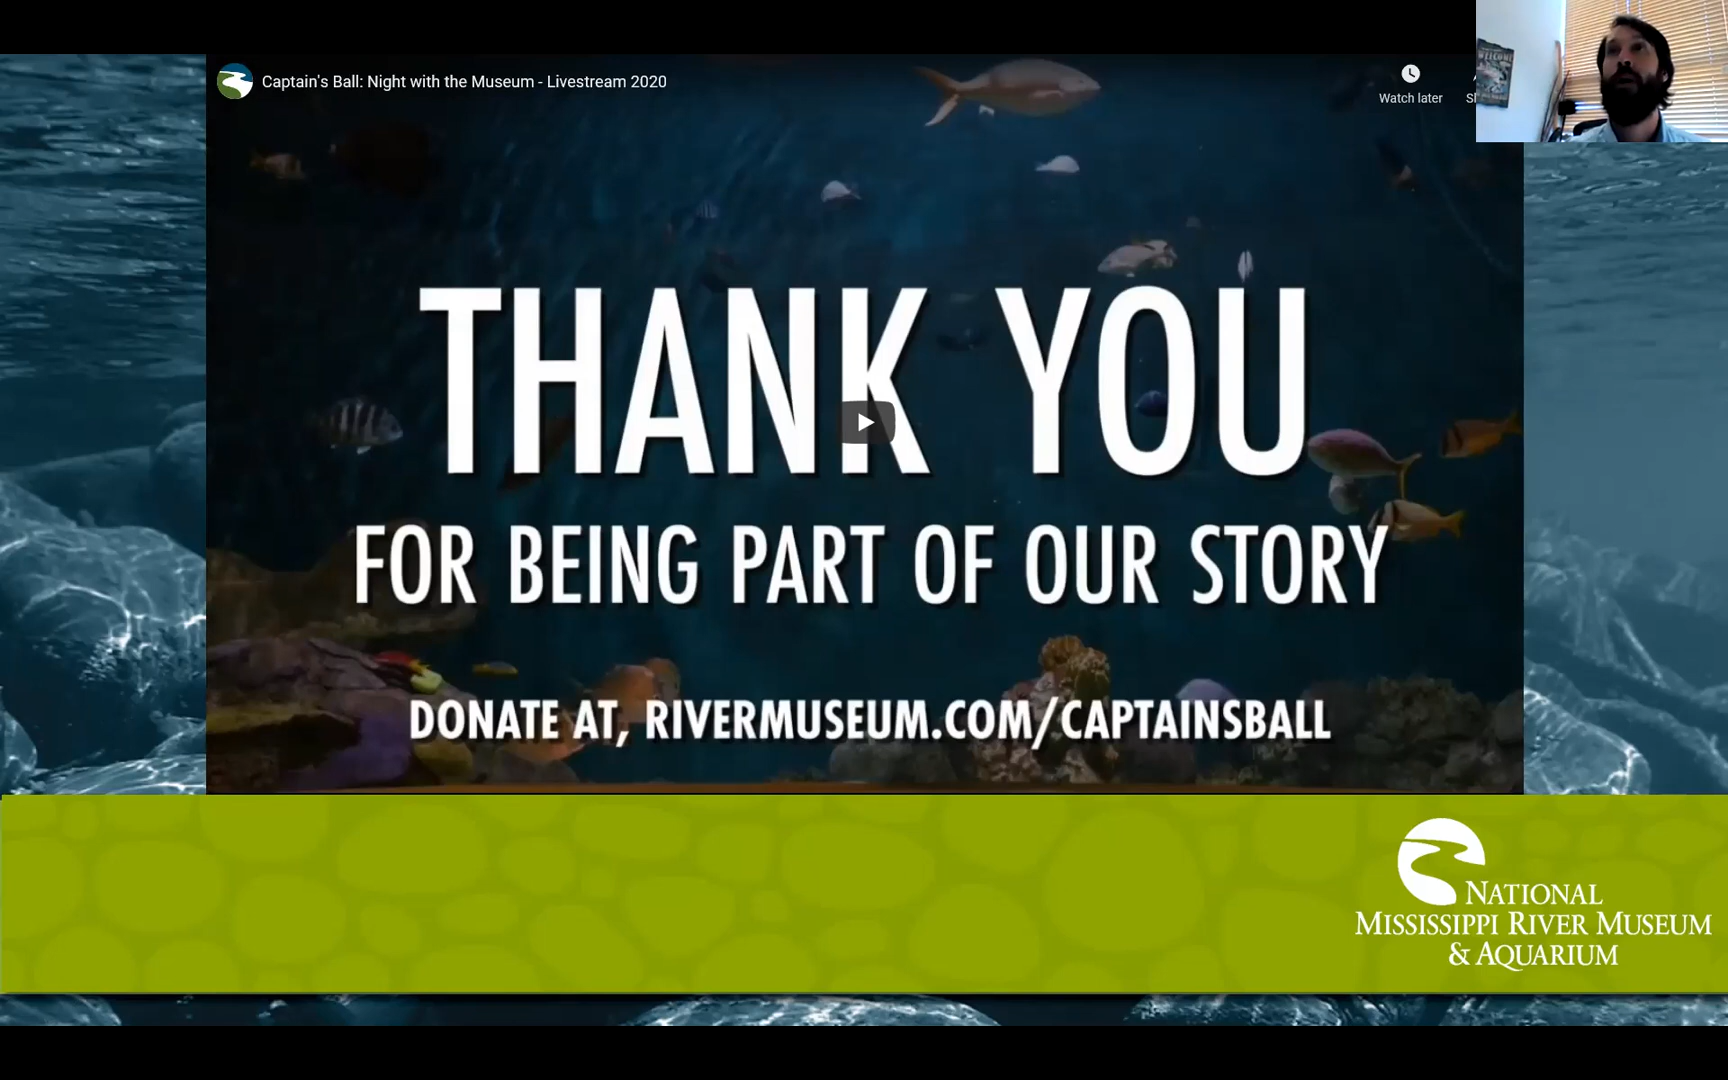 Captain's Ball: Night with the Museum - Livestream 2020
Watch later
WELCOME
THANK YOU
FOR BEING PART OF OUR STORY
DONATE AT, RIVERMUSEUM.COM/CAPTAINSBALL
NATIONAL
MISSISSIPPI RIVER MUSEUM
& AQUARIUM